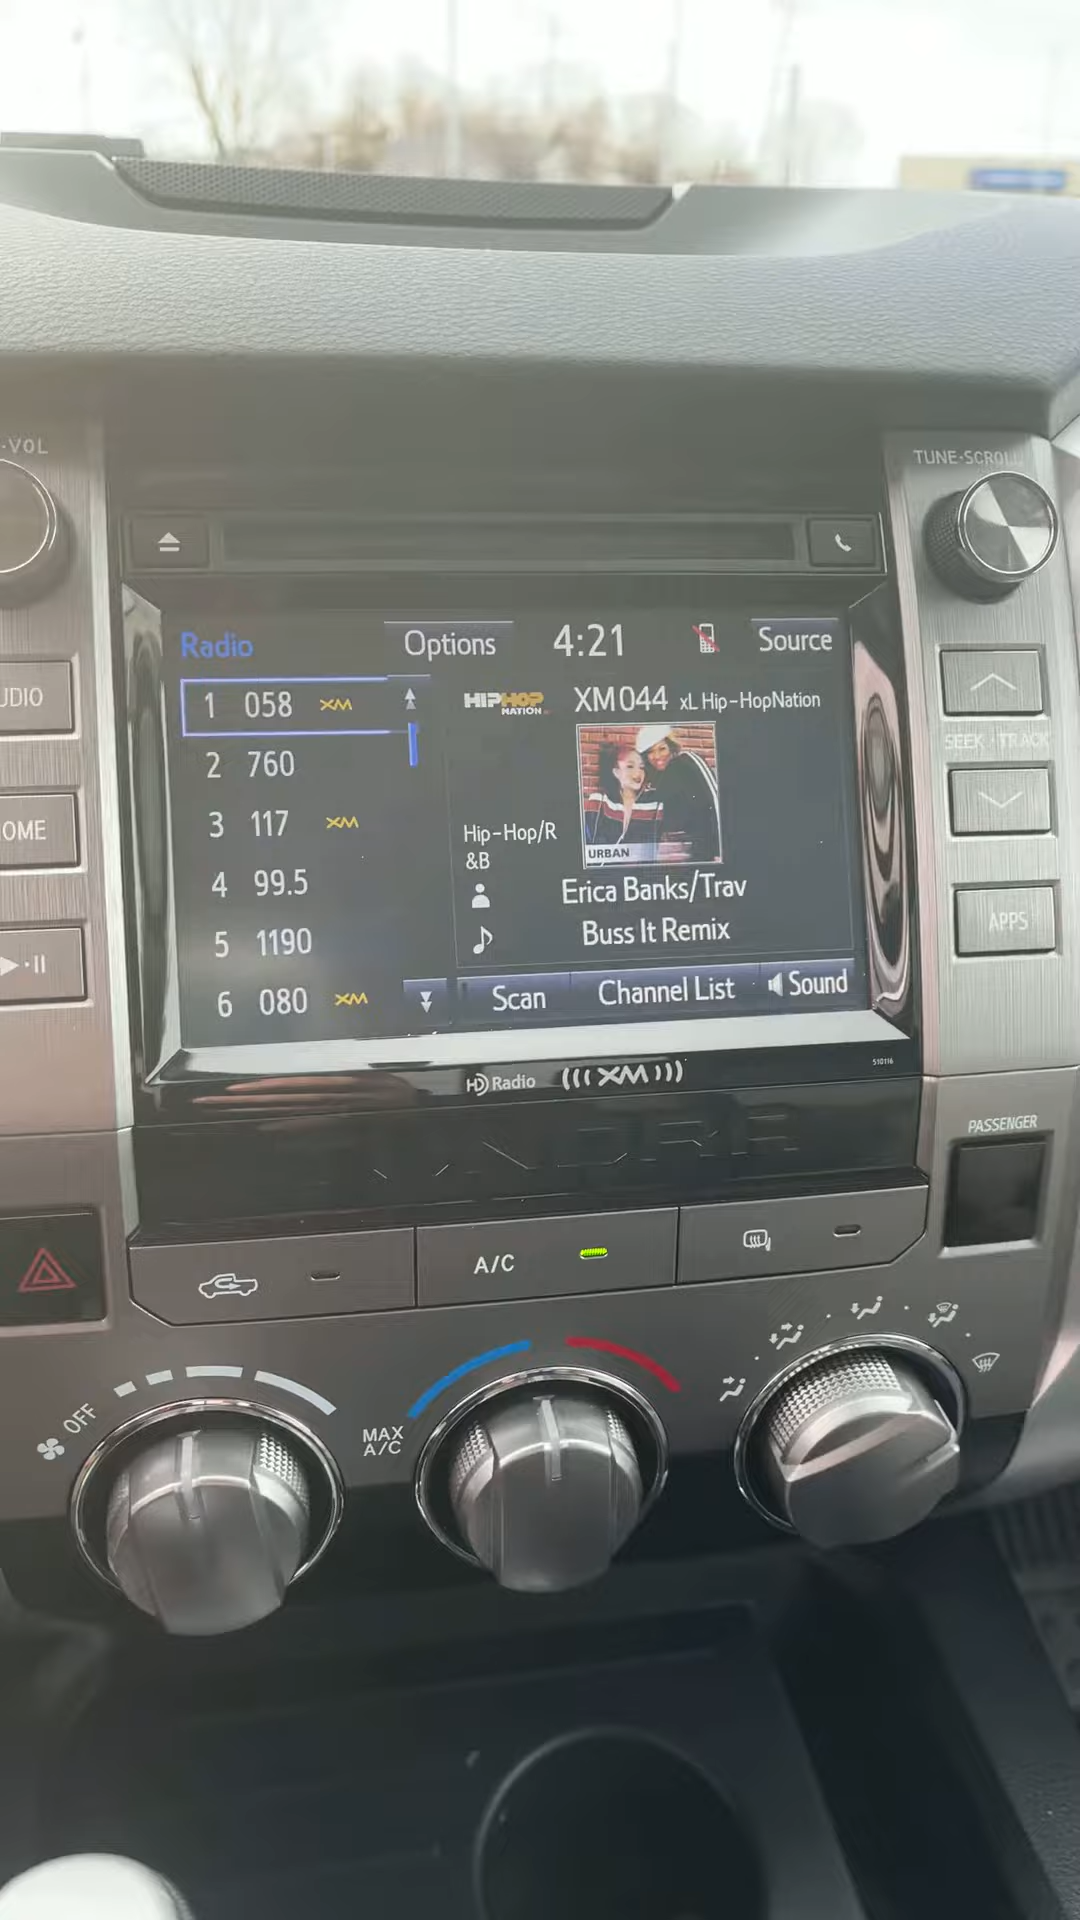 ·VOL
TUNE·SCROLL
Radio
Options
4:21
Source
1 058 XM
2 760
3 117 XM
4 99.5
5 1190
6 080 XM
HIPHOP
NATION
XM044 xL Hip-HopNation
URBAN
Hip-Hop/R
&B
Erica Banks/Trav
Buss It Remix
Scan
Channel List
Sound
UDIO
OME
SEEK·TRACK
APPS
HD Radio
(((XM)))
510116
PASSENGER
A/C
OFF
MAX
A/C